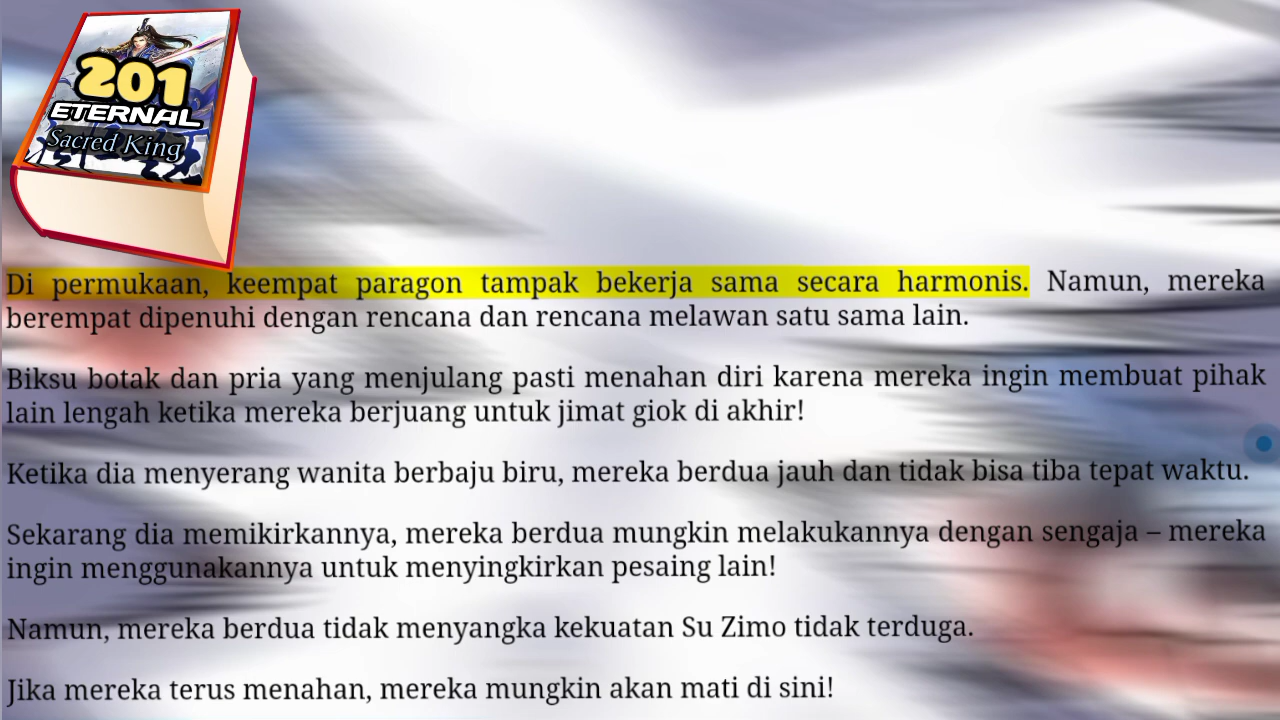 201
ETERNAL
Sacred King
Di permukaan, keempat paragon tampak bekerja sama secara harmonis. Namun, mereka
berempat dipenuhi dengan rencana dan rencana melawan satu sama lain.
Biksu botak dan pria yang menjulang pasti menahan diri karena mereka ingin membuat pihak
lain lengah ketika mereka berjuang untuk jimat giok di akhir!
Ketika dia menyerang wanita berbaju biru, mereka berdua jauh dan tidak bisa tiba tepat waktu.
Sekarang dia memikirkannya, mereka berdua mungkin melakukannya dengan sengaja – mereka
ingin menggunakannya untuk menyingkirkan pesaing lain!
Namun, mereka berdua tidak menyangka kekuatan Su Zimo tidak terduga.
Jika mereka terus menahan, mereka mungkin akan mati di sini!